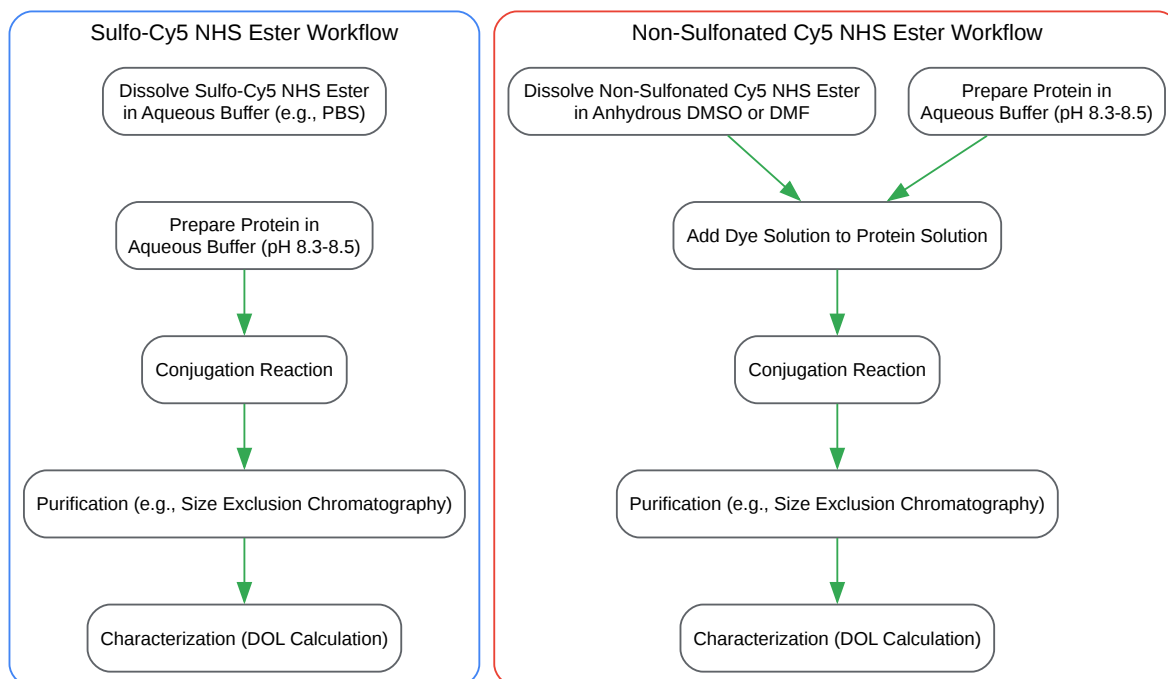 Sulfo-Cy5 NHS Ester Workflow
Dissolve Sulfo-Cy5 NHS Ester
in Aqueous Buffer (e.g., PBS)
Prepare Protein in
Aqueous Buffer (pH 8.3-8.5)
Conjugation Reaction
Purification (e.g., Size Exclusion Chromatography)
Characterization (DOL Calculation)
Non-Sulfonated Cy5 NHS Ester Workflow
Dissolve Non-Sulfonated Cy5 NHS Ester
in Anhydrous DMSO or DMF
Prepare Protein in
Aqueous Buffer (pH 8.3-8.5)
Add Dye Solution to Protein Solution
Conjugation Reaction
Purification (e.g., Size Exclusion Chromatography)
Characterization (DOL Calculation)